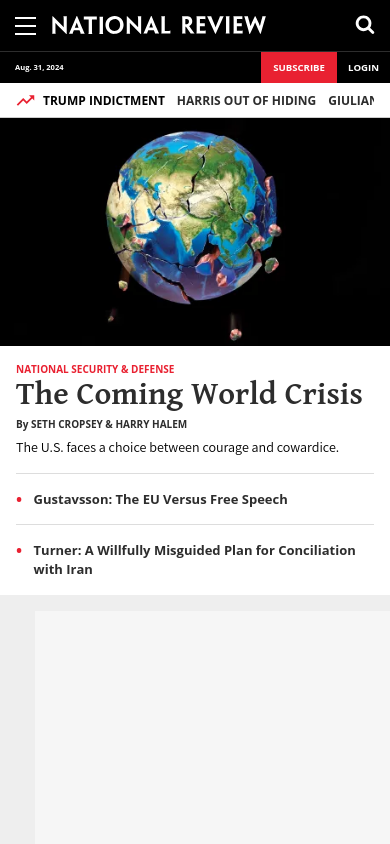 NATIONAL REVIEW
Aug. 31, 2024
SUBSCRIBE
LOGIN
TRUMP INDICTMENT HARRIS OUT OF HIDING
NATIONAL SECURITY & DEFENSE
The Coming World Crisis
By SETH CROPSEY & HARRY HALEM
The U.S. faces a choice between courage and cowardice.
Gustavsson: The EU Versus Free Speech
Turner: A Willfully Misguided Plan for Conciliation
with Iran